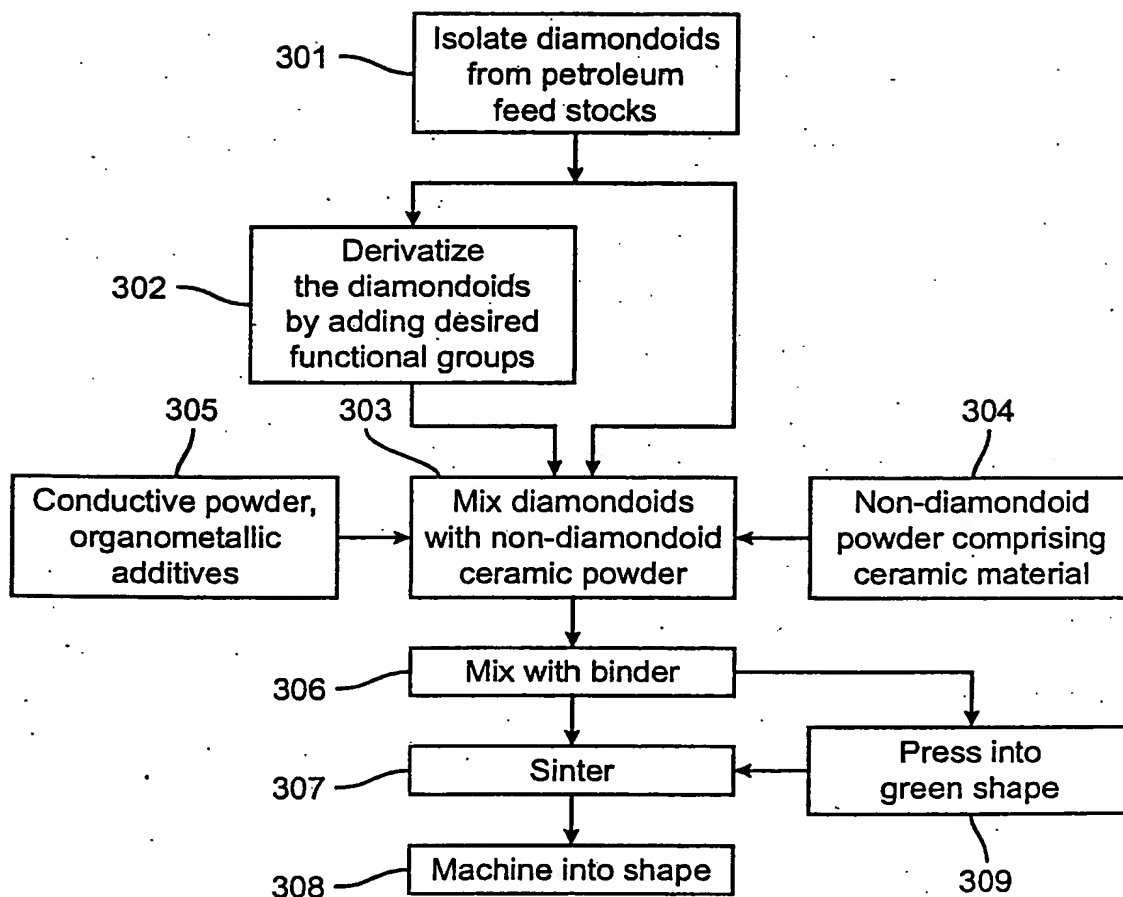 301
Isolate diamondoids
from petroleum
feed stocks
302
Derivatize
the diamondoids
by adding desired
functional groups
305
303
304
Conductive powder,
organometallic
additives
Mix diamondoids
with non-diamondoid
ceramic powder
Non-diamondoid
powder comprising
ceramic material
306
Mix with binder
307
Sinter
Press into
green shape
308
Machine into shape
309